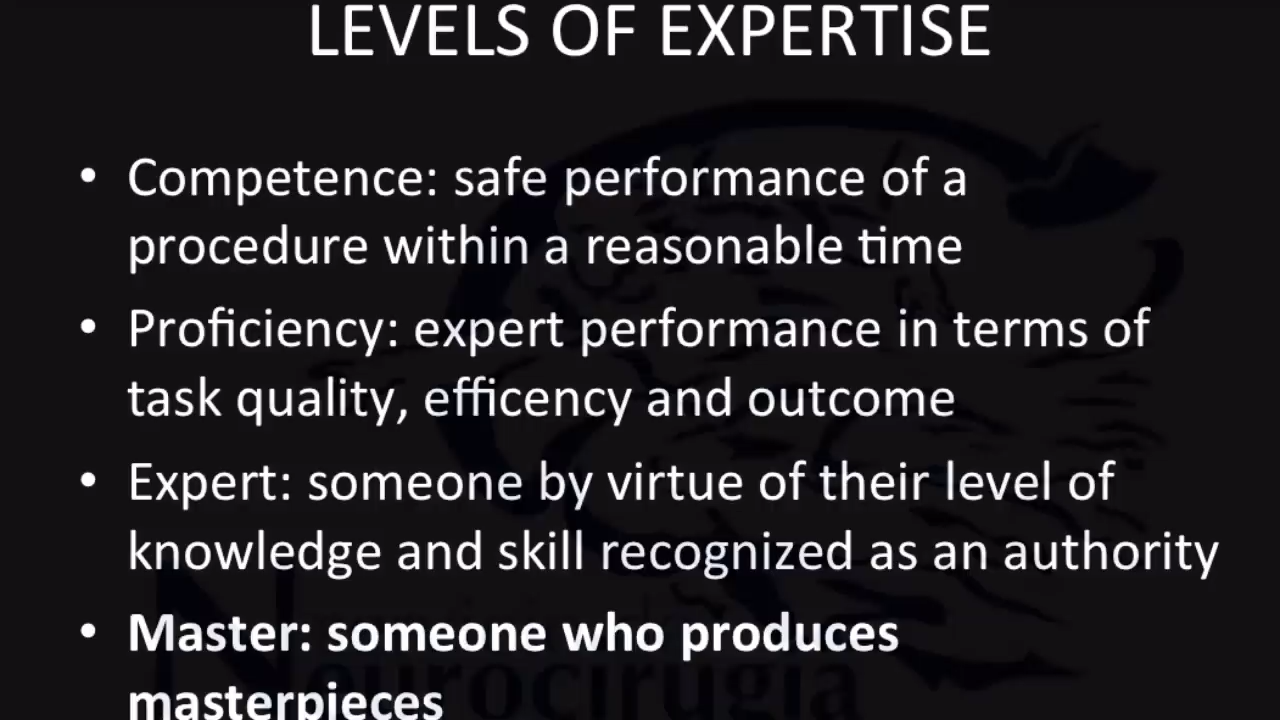 LEVELS OF EXPERTISE
• Competence: safe performance of a
procedure within a reasonable time
• Proficiency: expert performance in terms of
task quality, efficency and outcome
• Expert: someone by virtue of their level of
knowledge and skill recognized as an authority
• Master: someone who produces
masterpieces
Neurocirugia